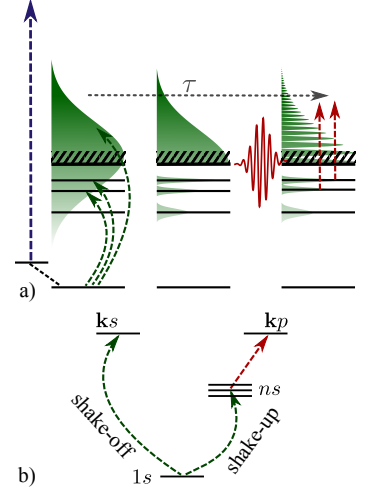 τ
a)
ks kp
shake-off
shake-up
ns
1s
b)